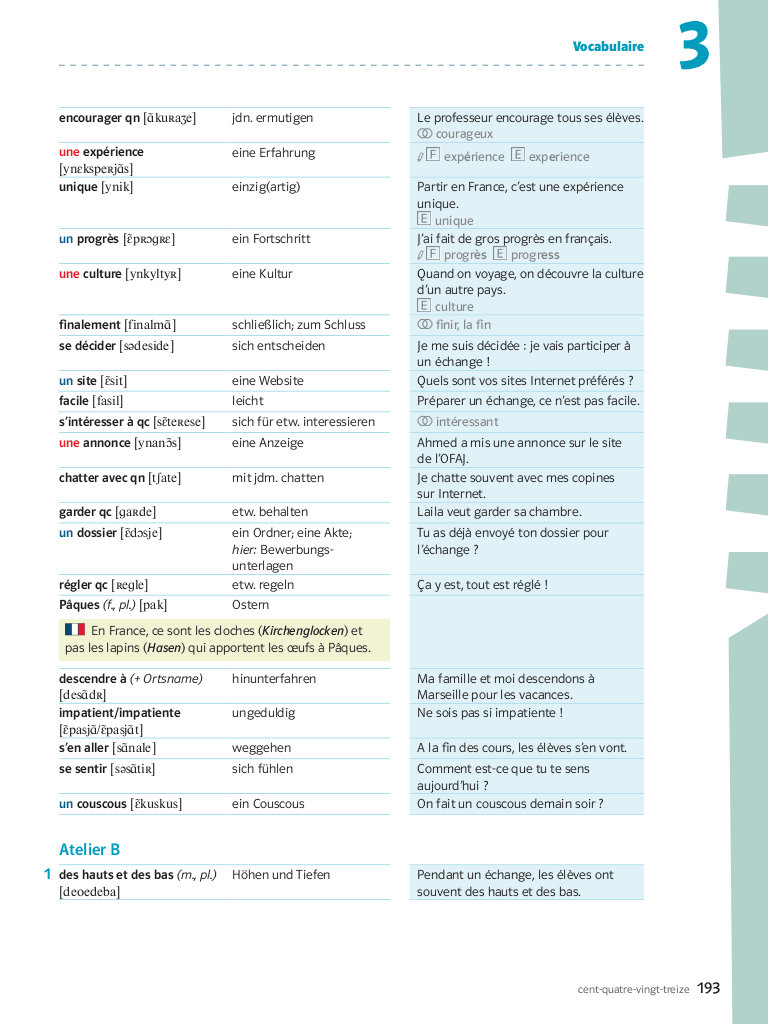 Vocabulaire 3
encourager qn [ɑ̃kuʀaʒe] jdn. ermutigen Le professeur encourage tous ses élèves.
courageux
une expérience eine Erfahrung F expérience E experience
[ynɛkspeʀjɑ̃s]
unique [ynik] einzig(artig) Partir en France, c'est une expérience
unique.
E unique
un progrès [ɛ̃pʀɔɡʀɛ] ein Fortschritt J'ai fait de gros progrès en français.
F progrès E progress
une culture [ynkyltyʀ] eine Kultur Quand on voyage, on découvre la culture
d'un autre pays.
E culture
finalement [finalmɑ̃] schließlich; zum Schluss finir, la fin
se décider [sədeside] sich entscheiden Je me suis décidée : je vais participer à
un échange !
un site [ɛ̃sit] eine Website Quels sont vos sites Internet préférés ?
facile [fasil] leicht Préparer un échange, ce n'est pas facile.
s'intéresser à qc [sɛ̃teʀese] sich für etw. interessieren intéressant
une annonce [ynanɔ̃s] eine Anzeige Ahmed a mis une annonce sur le site
de l'OFAJ.
chatter avec qn [tʃate] mit jdm. chatten Je chatte souvent avec mes copines
sur Internet.
garder qc [ɡaʀde] etw. behalten Laila veut garder sa chambre.
un dossier [ɛ̃dɔsje] ein Ordner; eine Akte; Tu as déjà envoyé ton dossier pour
hier: Bewerbungs- l'échange ?
unterlagen
régler qc [ʀegle] etw. regeln Ça y est, tout est réglé !
Pâques (f., pl.) [pak] Ostern
En France, ce sont les cloches (Kirchenglocken) et
pas les lapins (Hasen) qui apportent les œufs à Pâques.
descendre à (+ Ortsname) hinunterfahren Ma famille et moi descendons à
[desɑ̃dʀ] Marseille pour les vacances.
impatient/impatiente ungeduldig Ne sois pas si impatiente !
[ɛ̃pasjɑ̃/ɛ̃pasjɑ̃t]
s'en aller [sɑ̃nale] weggehen A la fin des cours, les élèves s'en vont.
se sentir [səsɑ̃tiʀ] sich fühlen Comment est-ce que tu te sens
aujourd'hui ?
un couscous [ɛ̃kuskus] ein Couscous On fait un couscous demain soir ?
Atelier B
1 des hauts et des bas (m., pl.) Höhen und Tiefen Pendant un échange, les élèves ont
[deoedeba] souvent des hauts et des bas.
cent-quatre-vingt-treize 193